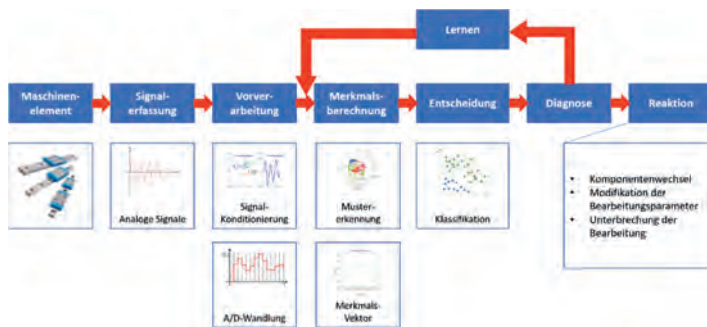 Lernen
Maschinen-
element
Signal-
erfassung
Vorver-
arbeitung
Merkmals-
berechnung
Entscheidung
Diagnose
Reaktion
Analoge Signale
Signal-
Konditionierung
Muster-
erkennung
Klassifikation
• Komponentenwechsel
• Modifikation der
Bearbeitungsparameter
• Unterbrechung der
Bearbeitung
A/D-Wandlung
Merkmals-
Vektor